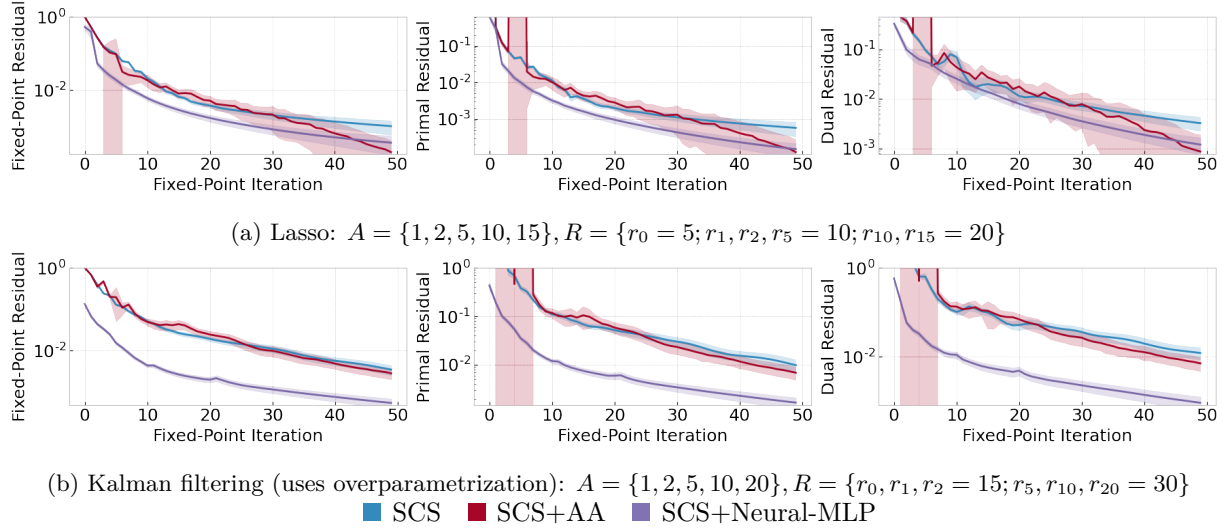 Fixed-Point Residual
10^0
10^-2
0 10 20 30 40 50
Fixed-Point Iteration
Primal Residual
10^-1
10^-2
10^-3
0 10 20 30 40 50
Fixed-Point Iteration
Dual Residual
10^-1
10^-2
10^-3
0 10 20 30 40 50
Fixed-Point Iteration
(a) Lasso: A = {1, 2, 5, 10, 15}, R = {r_0 = 5; r_1, r_2, r_5 = 10; r_10, r_15 = 20}
Fixed-Point Residual
10^0
10^-2
0 10 20 30 40 50
Fixed-Point Iteration
Primal Residual
10^0
10^-1
10^-2
0 10 20 30 40 50
Fixed-Point Iteration
Dual Residual
10^0
10^-2
0 10 20 30 40 50
Fixed-Point Iteration
(b) Kalman filtering (uses overparametrization): A = {1, 2, 5, 10, 20}, R = {r_0, r_1, r_2 = 15; r_5, r_10, r_20 = 30}
SCS SCS+AA SCS+Neural-MLP